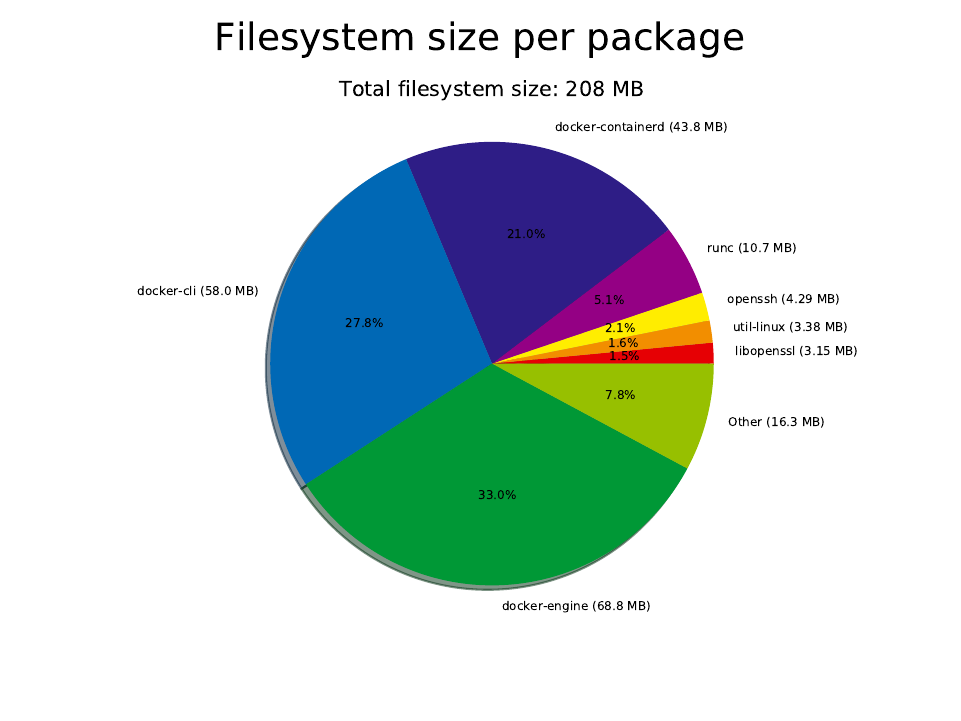 Filesystem size per package
Total filesystem size: 208 MB
docker-containerd (43.8 MB)
21.0%
runc (10.7 MB)
5.1%
openssh (4.29 MB)
2.1%
util-linux (3.38 MB)
1.6%
libopenssl (3.15 MB)
1.5%
docker-cli (58.0 MB)
27.8%
7.8%
Other (16.3 MB)
33.0%
docker-engine (68.8 MB)